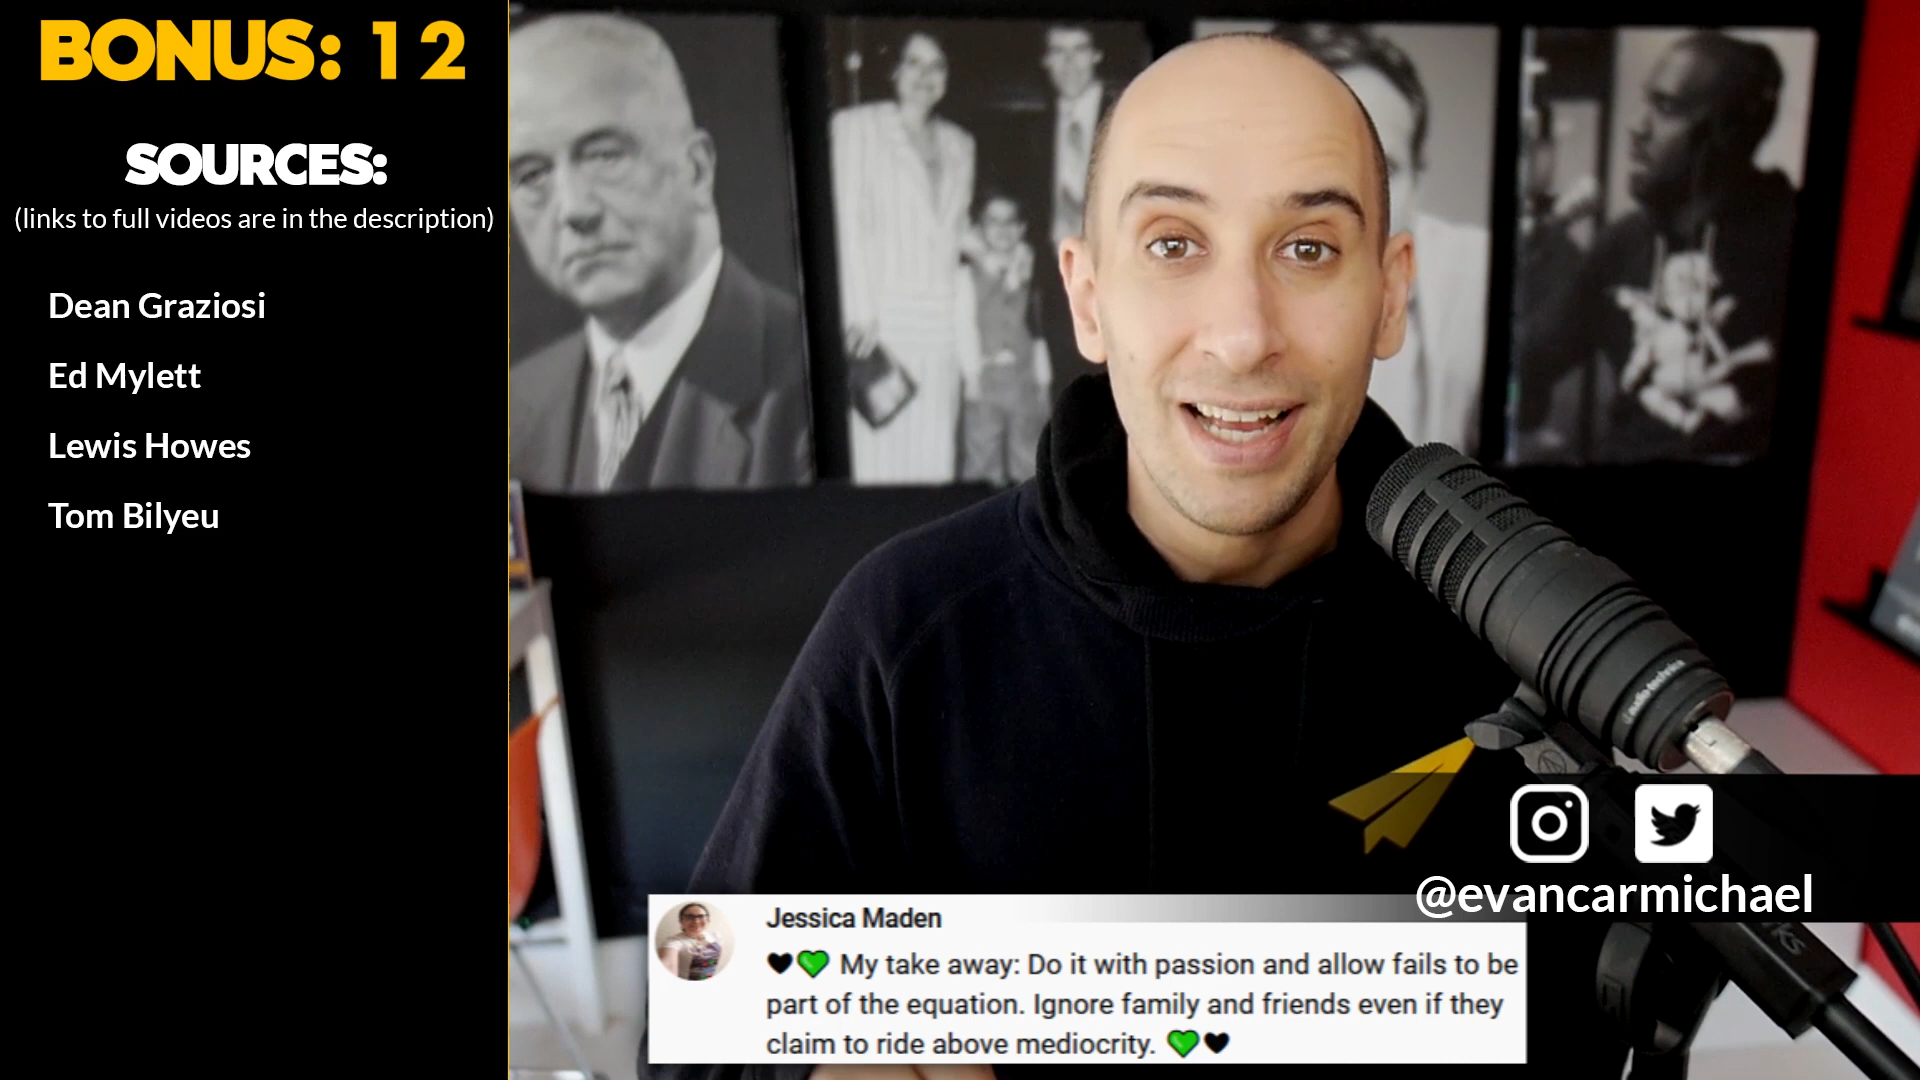 BONUS: 12
SOURCES:
(links to full videos are in the description)
Dean Graziosi
Ed Mylett
Lewis Howes
Tom Bilyeu
audio-technica
@evancarmichael
Jessica Maden
🖤💚 My take away: Do it with passion and allow fails to be
part of the equation. Ignore family and friends even if they
claim to ride above mediocrity. 💚🖤